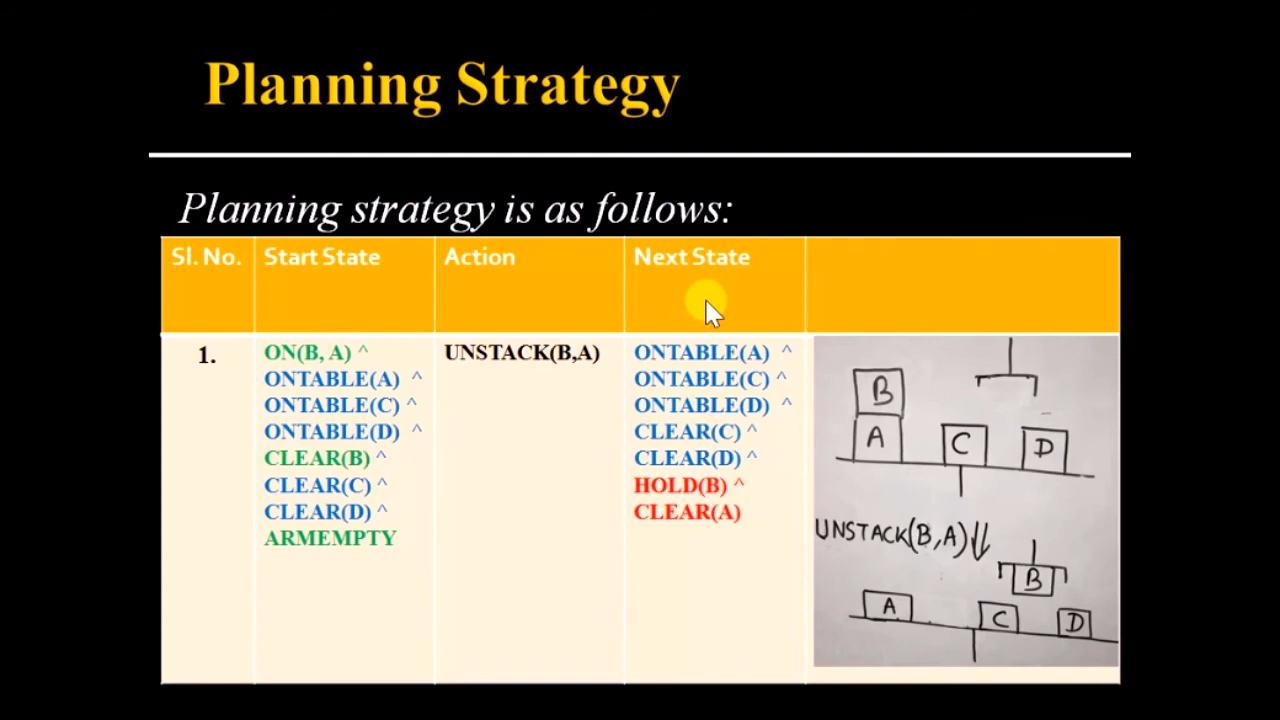 Planning Strategy
Planning strategy is as follows:
Sl. No. Start State Action Next State
1. ON(B, A) ^ UNSTACK(B,A) ONTABLE(A) ^
ONTABLE(A) ^ ONTABLE(C) ^
ONTABLE(C) ^ ONTABLE(D) ^
ONTABLE(D) ^ CLEAR(C) ^
CLEAR(B) ^ CLEAR(D) ^
CLEAR(C) ^ HOLD(B) ^
CLEAR(D) ^ CLEAR(A)
ARMEMPTY
B
A C D
UNSTACK(B,A)
B
A C D